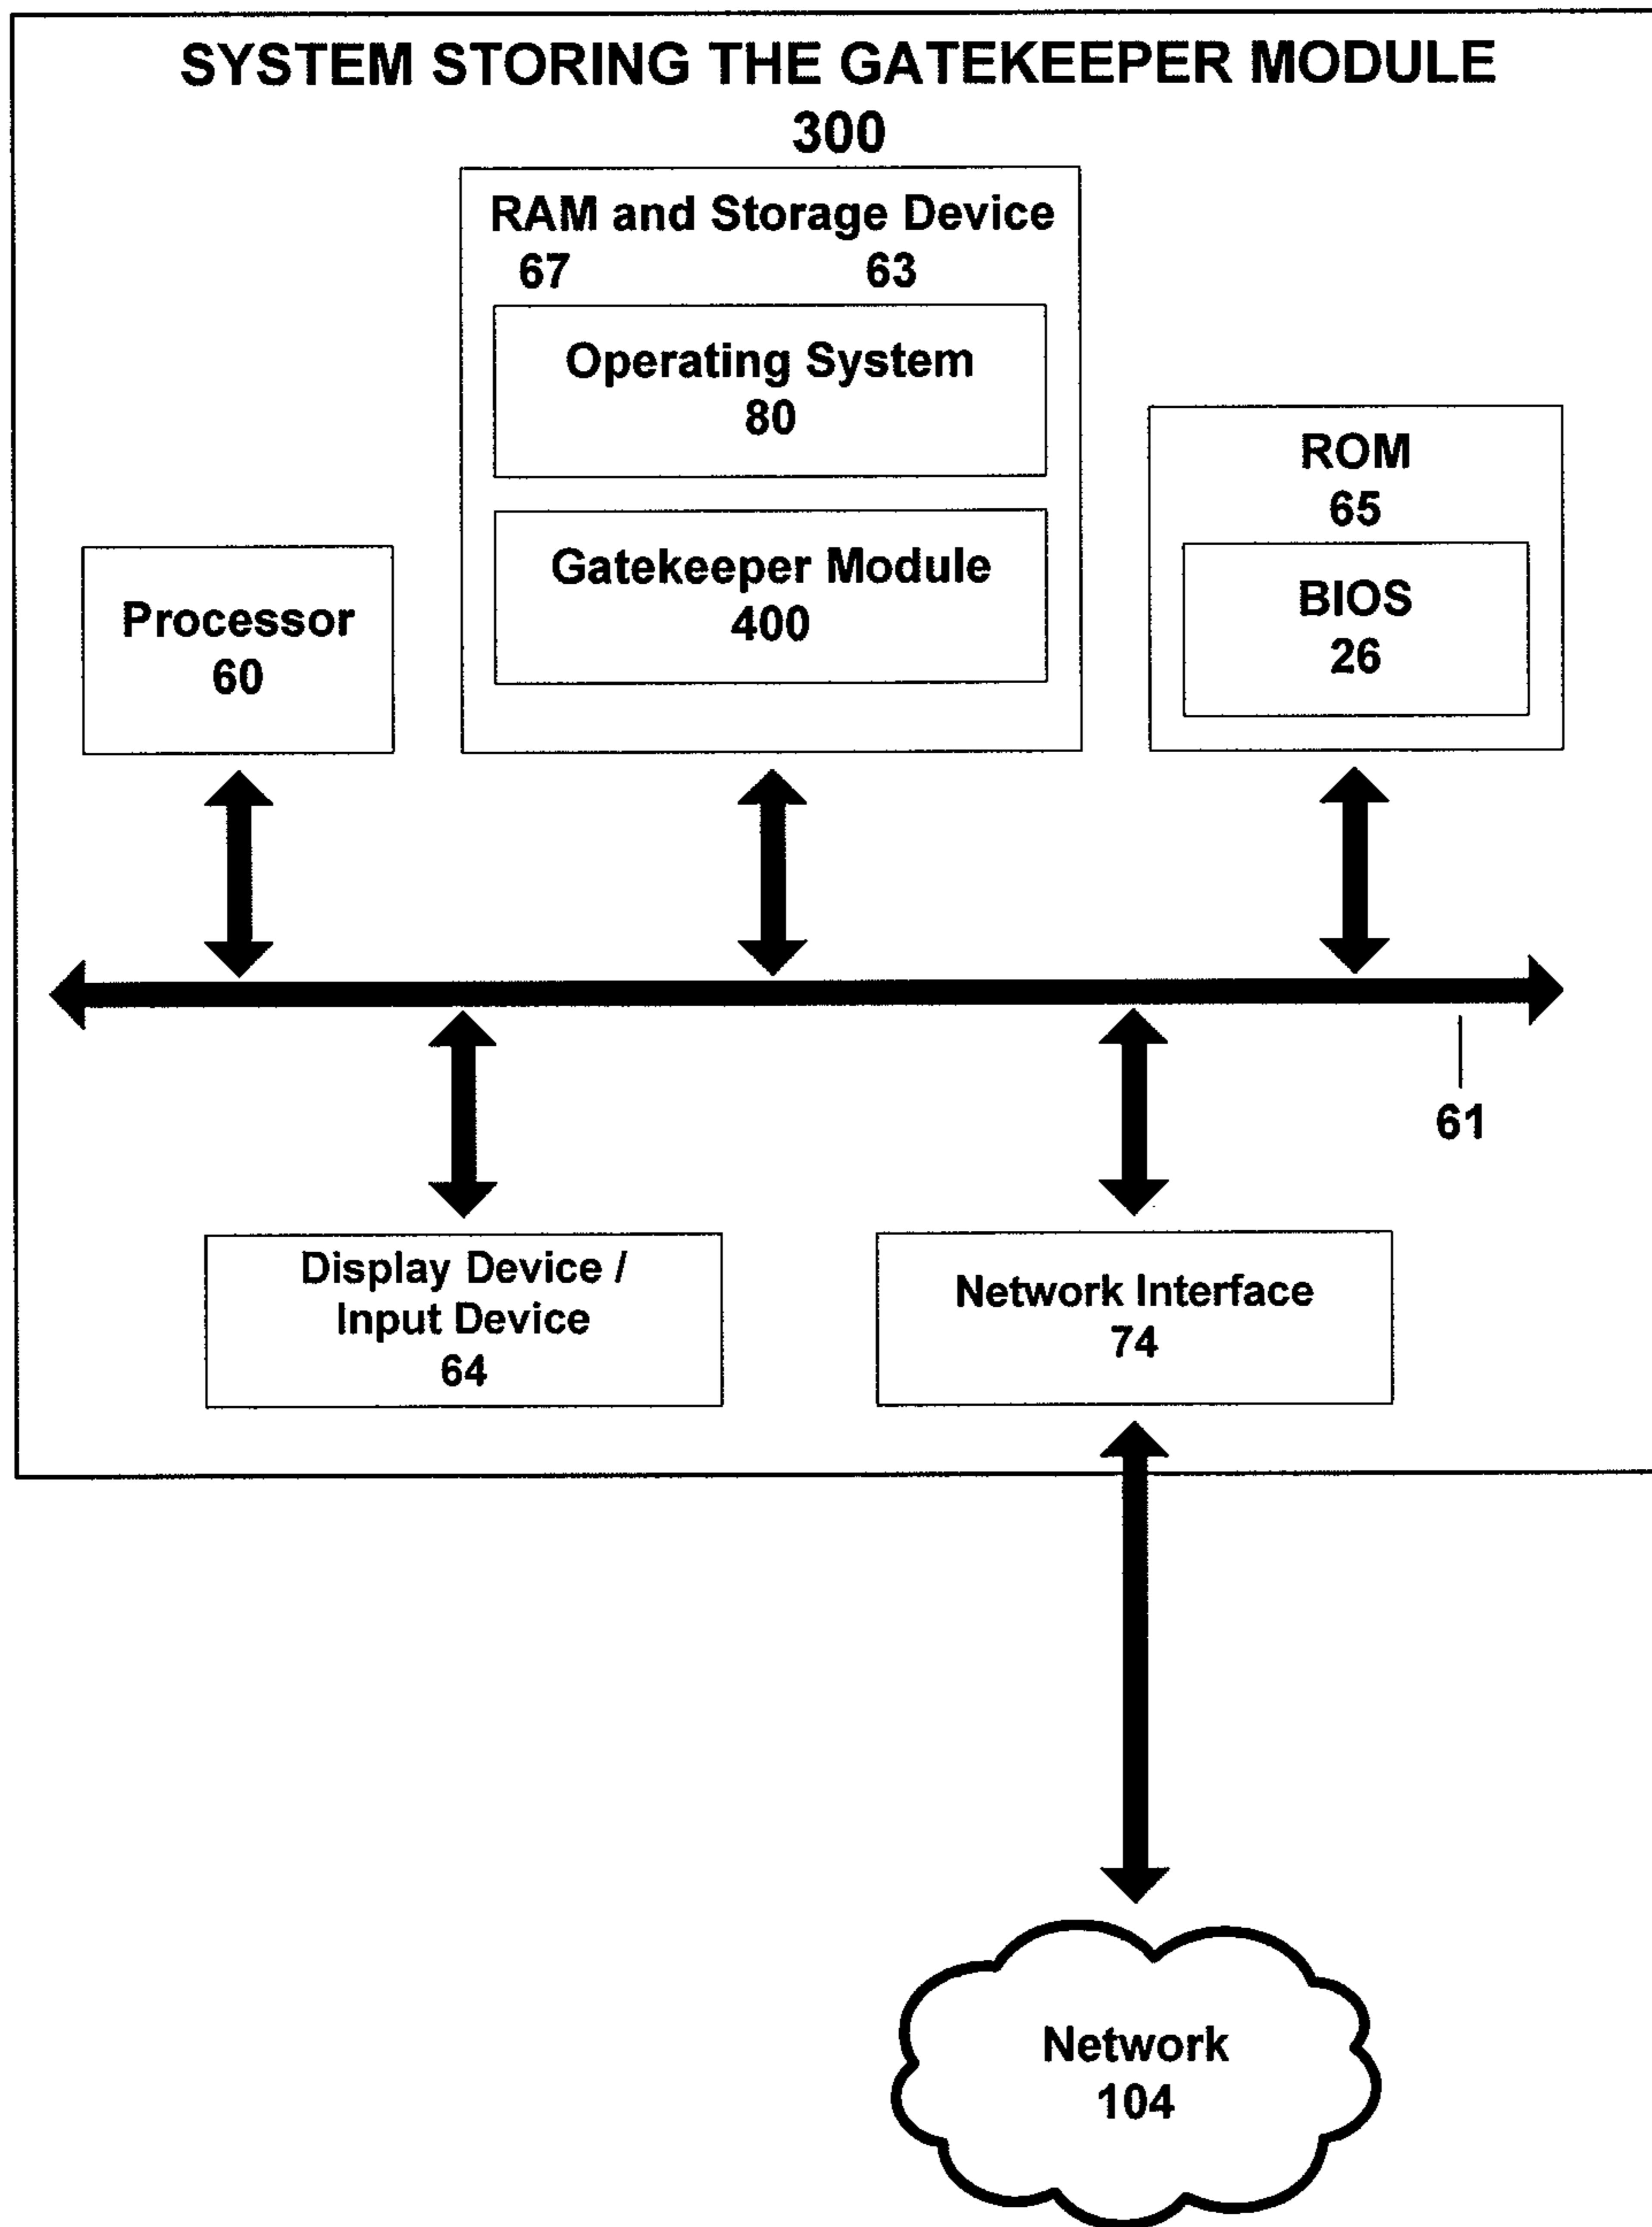 SYSTEM STORING THE GATEKEEPER MODULE
300
RAM and Storage Device
67 63
Operating System
80
Gatekeeper Module
400
ROM
65
BIOS
26
Processor
60
61
Display Device /
Input Device
64
Network Interface
74
Network
104